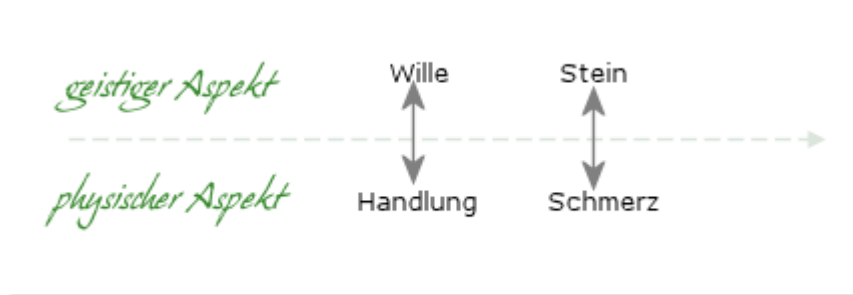 geistiger Aspekt
Wille
Stein
physischer Aspekt
Handlung
Schmerz